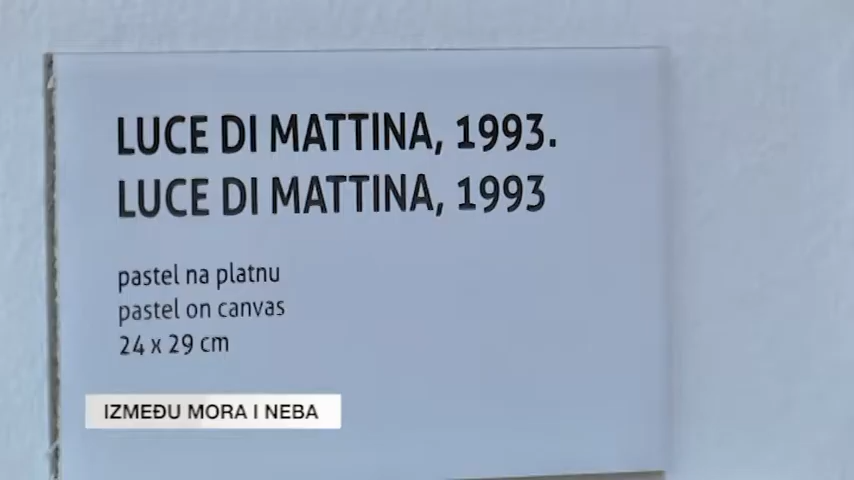 LUCE DI MATTINA, 1993.
LUCE DI MATTINA, 1993
pastel na platnu
pastel on canvas
24 x 29 cm
IZMEĐU MORA I NEBA